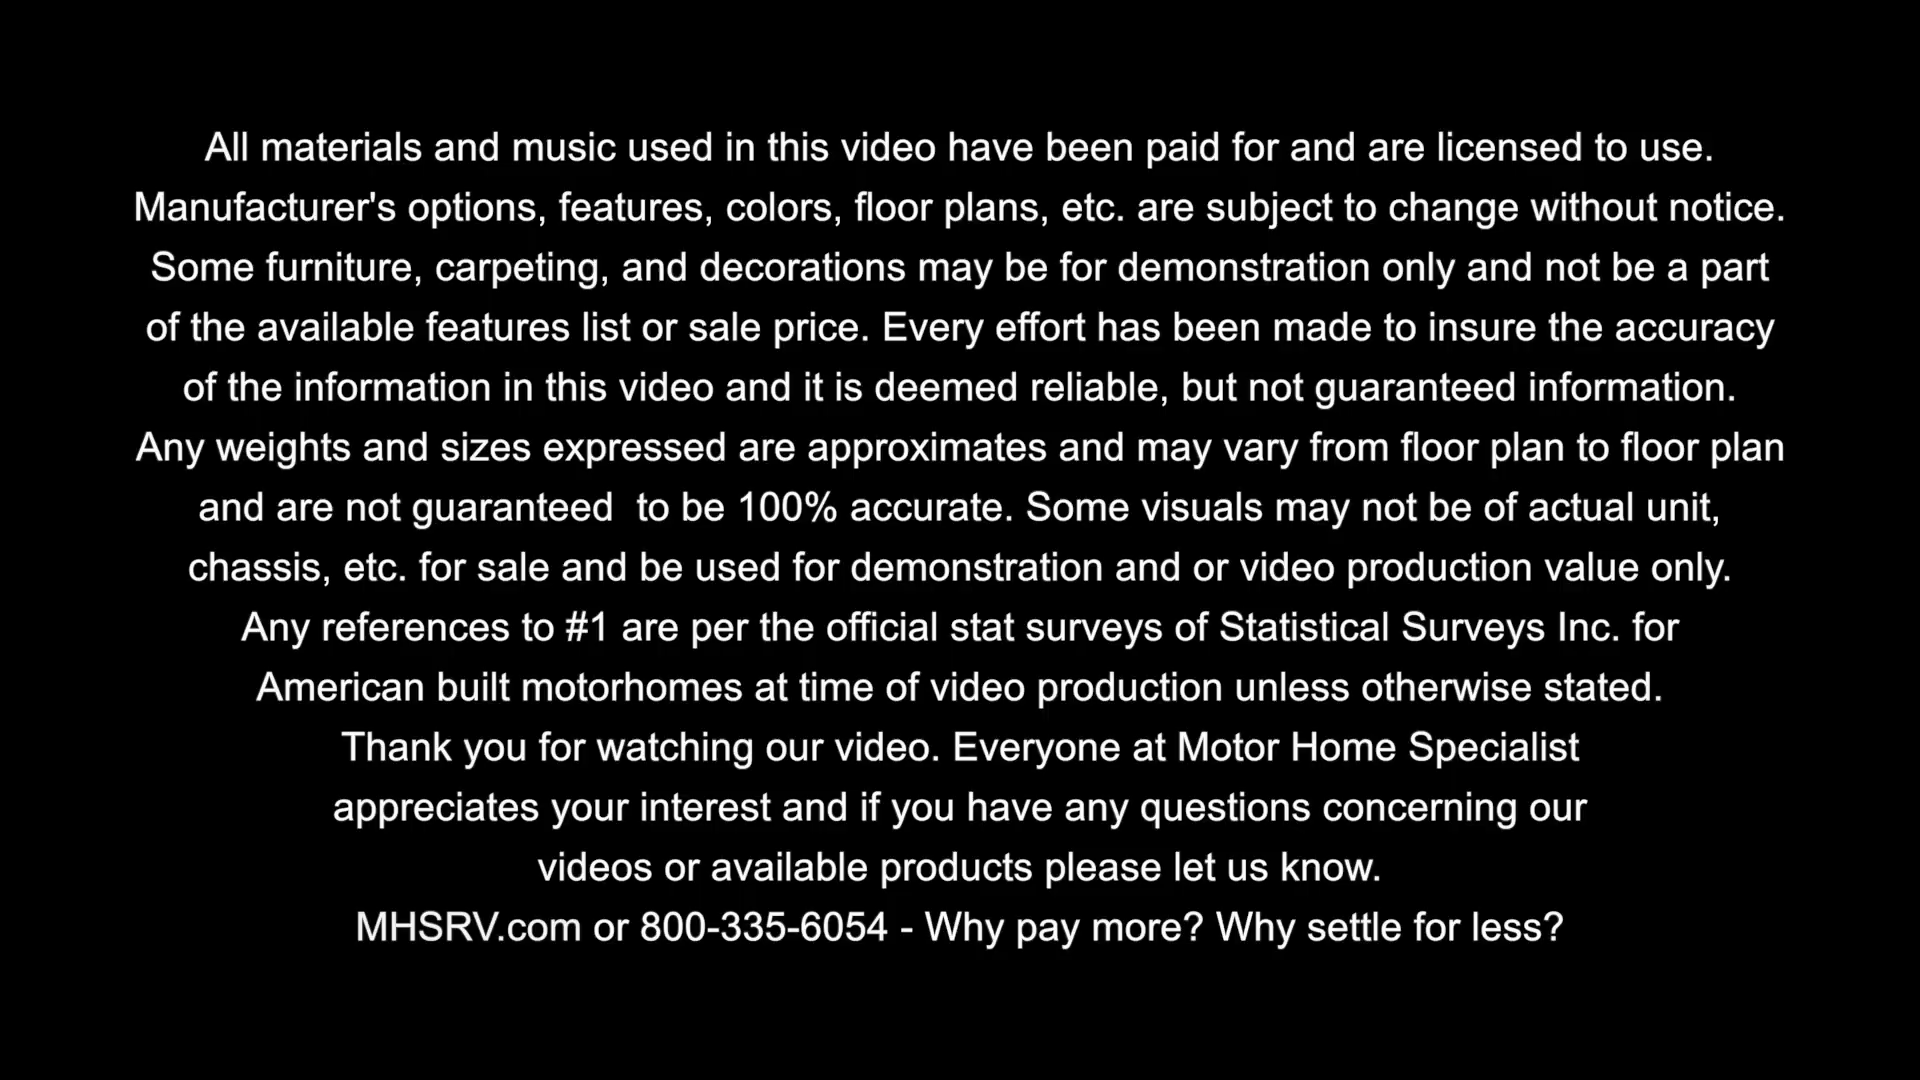 All materials and music used in this video have been paid for and are licensed to use.
Manufacturer's options, features, colors, floor plans, etc. are subject to change without notice.
Some furniture, carpeting, and decorations may be for demonstration only and not be a part
of the available features list or sale price. Every effort has been made to insure the accuracy
of the information in this video and it is deemed reliable, but not guaranteed information.
Any weights and sizes expressed are approximates and may vary from floor plan to floor plan
and are not guaranteed  to be 100% accurate. Some visuals may not be of actual unit,
chassis, etc. for sale and be used for demonstration and or video production value only.
Any references to #1 are per the official stat surveys of Statistical Surveys Inc. for
American built motorhomes at time of video production unless otherwise stated.
Thank you for watching our video. Everyone at Motor Home Specialist
appreciates your interest and if you have any questions concerning our
videos or available products please let us know.
MHSRV.com or 800-335-6054 - Why pay more? Why settle for less?